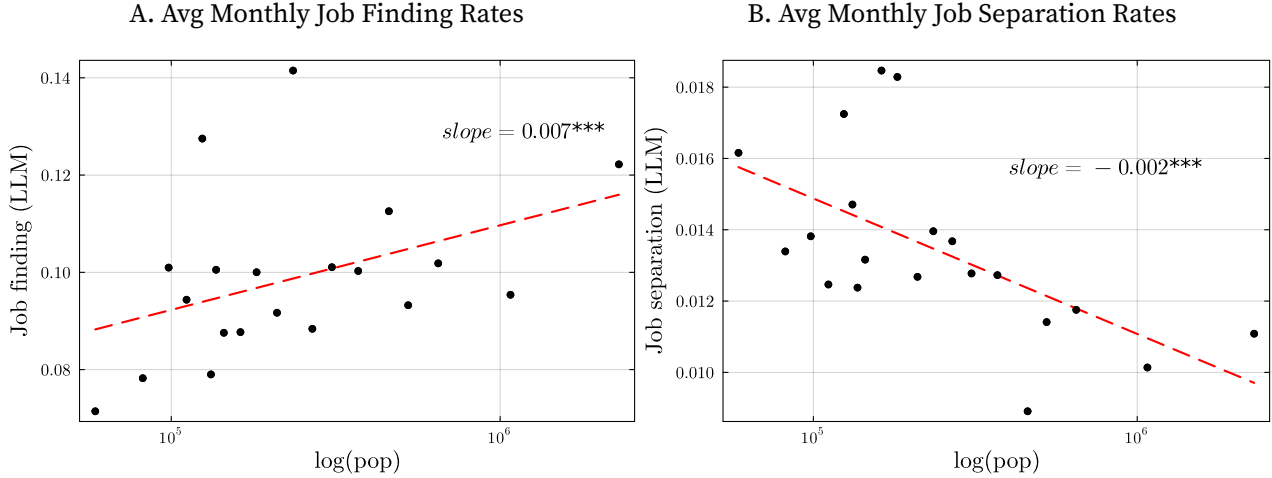 A. Avg Monthly Job Finding Rates
0.14
0.12
0.10
0.08
Job finding (LLM)
slope = 0.007***
10^5
10^6
log(pop)
B. Avg Monthly Job Separation Rates
0.018
0.016
0.014
0.012
0.010
Job separation (LLM)
slope = − 0.002***
10^5
10^6
log(pop)